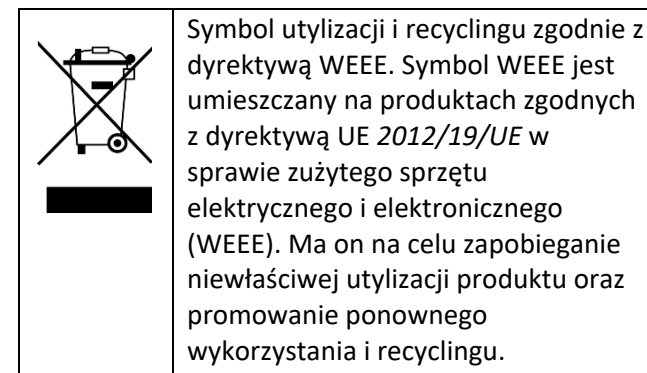 Symbol utylizacji i recyclingu zgodnie z
dyrektywą WEEE. Symbol WEEE jest
umieszczany na produktach zgodnych
z dyrektywą UE 2012/19/UE w
sprawie zużytego sprzętu
elektrycznego i elektronicznego
(WEEE). Ma on na celu zapobieganie
niewłaściwej utylizacji produktu oraz
promowanie ponownego
wykorzystania i recyclingu.